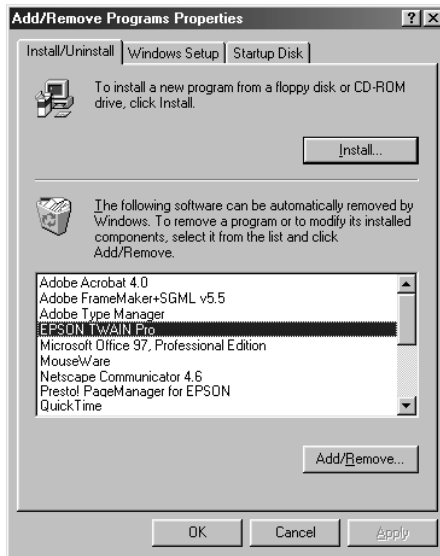 Add/Remove Programs Properties
Install/Uninstall Windows Setup Startup Disk
To install a new program from a floppy disk or CD-ROM
drive, click Install.
Install...
The following software can be automatically removed by
Windows. To remove a program or to modify its installed
components, select it from the list and click
Add/Remove.
Adobe Acrobat 4.0
Adobe FrameMaker+SGML v5.5
Adobe Type Manager
EPSON TWAIN Pro
Microsoft Office 97, Professional Edition
MouseWare
Netscape Communicator 4.6
Presto! PageManager for EPSON
QuickTime
Add/Remove...
OK Cancel Apply